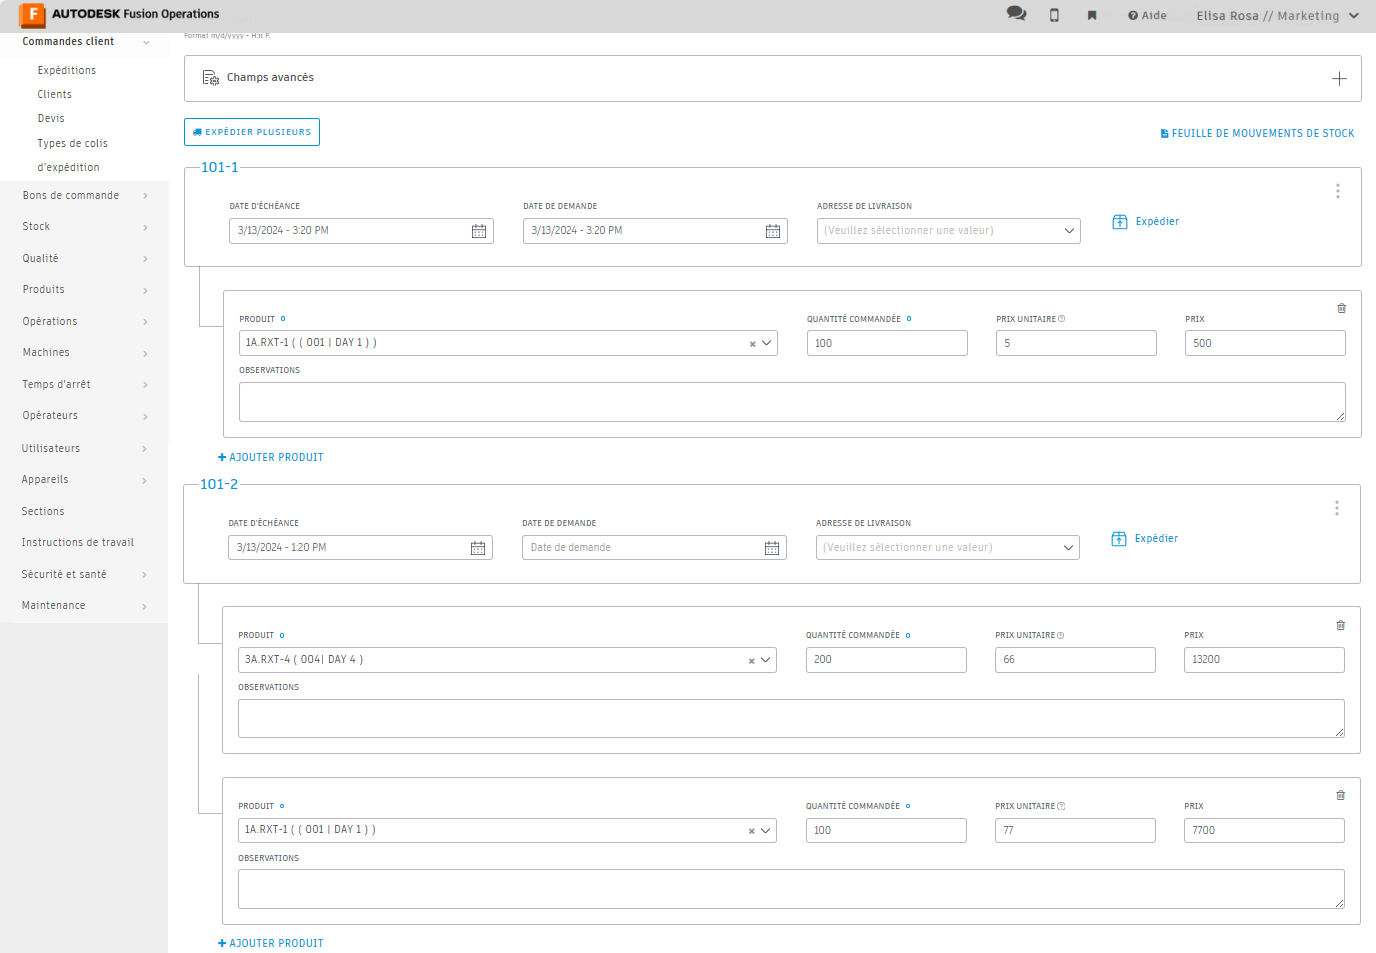 AUTODESK Fusion Operations
Aide
Elisa Rosa // Marketing
Commandes client
Expéditions
Clients
Devis
Types de colis
d'expédition
Bons de commande
Stock
Qualité
Produits
Opérations
Machines
Temps d'arrêt
Opérateurs
Utilisateurs
Appareils
Sections
Instructions de travail
Sécurité et santé
Maintenance
Format m/d/yyyy - H:ii P.
Champs avancés
EXPÉDIER PLUSIEURS
FEUILLE DE MOUVEMENTS DE STOCK
101-1
DATE D'ÉCHÉANCE
DATE DE DEMANDE
ADRESSE DE LIVRAISON
3/13/2024 - 3:20 PM
3/13/2024 - 3:20 PM
(Veuillez sélectionner une valeur)
Expédier
PRODUIT
QUANTITÉ COMMANDÉE
PRIX UNITAIRE
PRIX
1A.RXT-1 ( ( 001 | DAY 1 ) )
100
5
500
OBSERVATIONS
AJOUTER PRODUIT
101-2
DATE D'ÉCHÉANCE
DATE DE DEMANDE
ADRESSE DE LIVRAISON
3/13/2024 - 1:20 PM
Date de demande
(Veuillez sélectionner une valeur)
Expédier
PRODUIT
QUANTITÉ COMMANDÉE
PRIX UNITAIRE
PRIX
3A.RXT-4 ( 004| DAY 4 )
200
66
13200
OBSERVATIONS
PRODUIT
QUANTITÉ COMMANDÉE
PRIX UNITAIRE
PRIX
1A.RXT-1 ( ( 001 | DAY 1 ) )
100
77
7700
OBSERVATIONS
AJOUTER PRODUIT